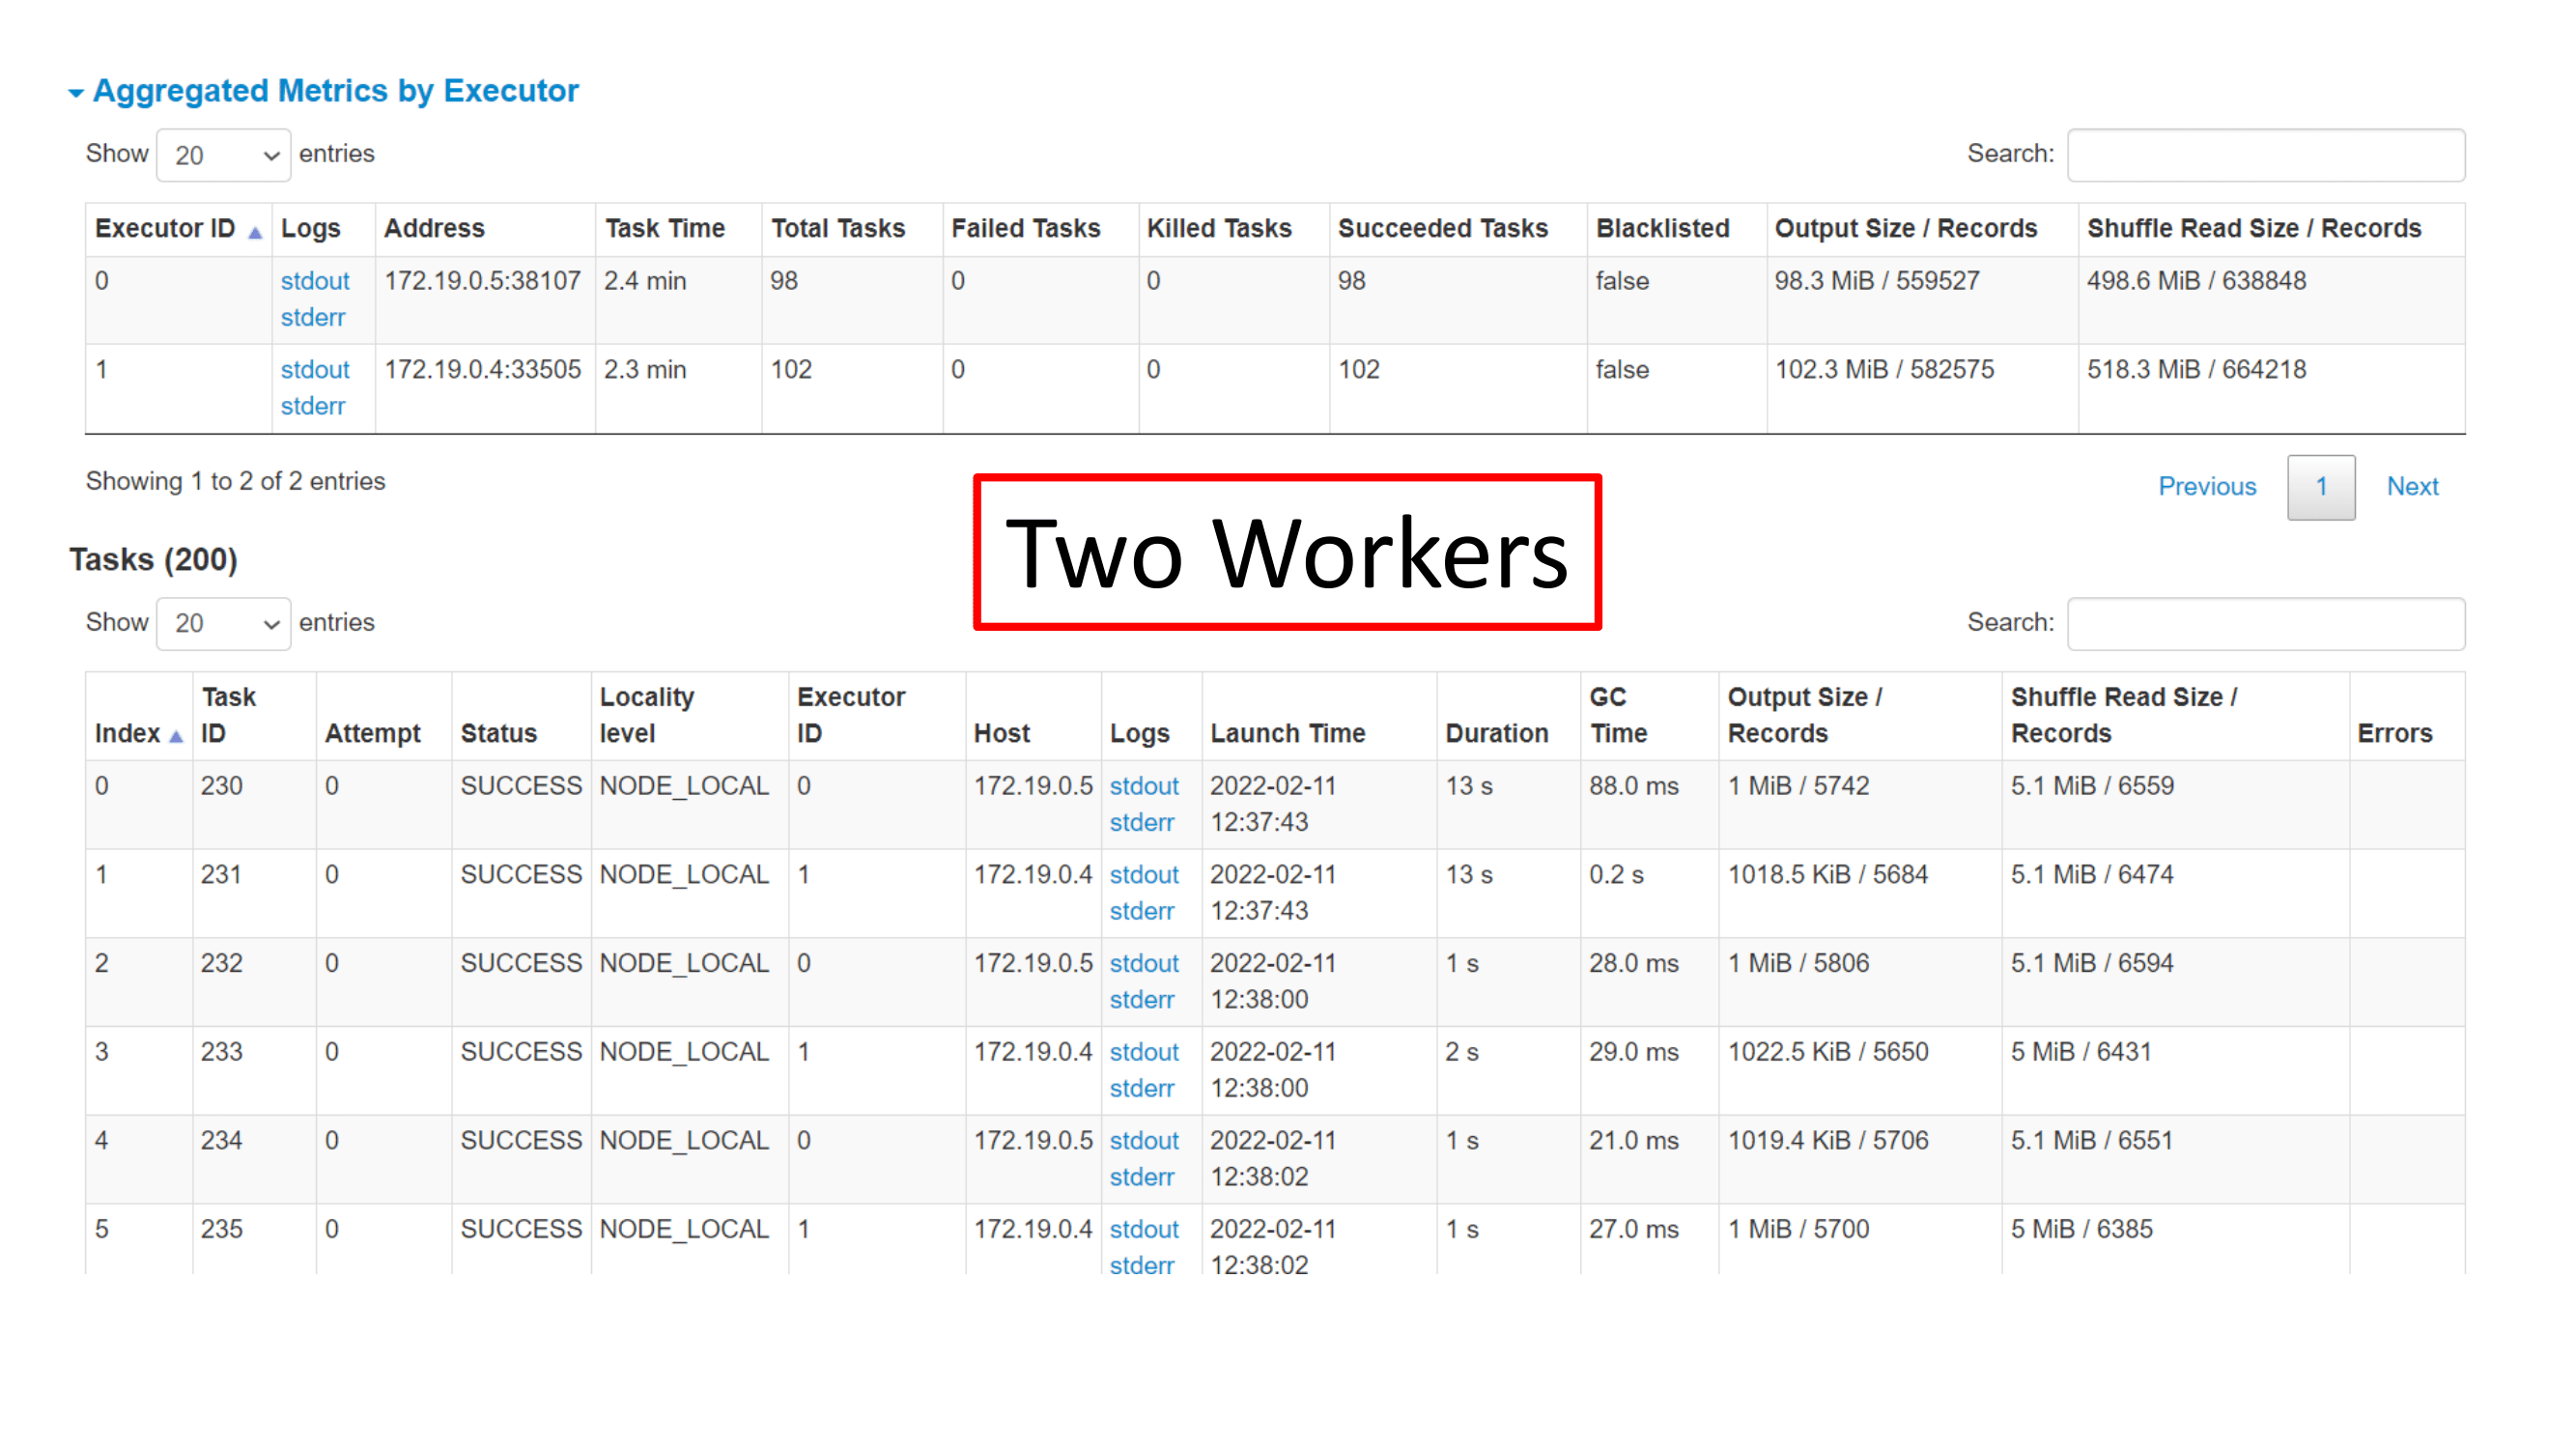 Aggregated Metrics by Executor
Show 20 entries Search:
Executor ID Logs Address Task Time Total Tasks Failed Tasks Killed Tasks Succeeded Tasks Blacklisted Output Size / Records Shuffle Read Size / Records
0 stdout 172.19.0.5:38107 2.4 min 98 0 0 98 false 98.3 MiB / 559527 498.6 MiB / 638848
stderr
1 stdout 172.19.0.4:33505 2.3 min 102 0 0 102 false 102.3 MiB / 582575 518.3 MiB / 664218
stderr
Showing 1 to 2 of 2 entries Previous 1 Next
Two Workers
Tasks (200)
Show 20 entries Search:
Task Locality Executor GC Output Size / Shuffle Read Size /
Index ID Attempt Status level ID Host Logs Launch Time Duration Time Records Records Errors
0 230 0 SUCCESS NODE_LOCAL 0 172.19.0.5 stdout 2022-02-11 13 s 88.0 ms 1 MiB / 5742 5.1 MiB / 6559
stderr 12:37:43
1 231 0 SUCCESS NODE_LOCAL 1 172.19.0.4 stdout 2022-02-11 13 s 0.2 s 1018.5 KiB / 5684 5.1 MiB / 6474
stderr 12:37:43
2 232 0 SUCCESS NODE_LOCAL 0 172.19.0.5 stdout 2022-02-11 1 s 28.0 ms 1 MiB / 5806 5.1 MiB / 6594
stderr 12:38:00
3 233 0 SUCCESS NODE_LOCAL 1 172.19.0.4 stdout 2022-02-11 2 s 29.0 ms 1022.5 KiB / 5650 5 MiB / 6431
stderr 12:38:00
4 234 0 SUCCESS NODE_LOCAL 0 172.19.0.5 stdout 2022-02-11 1 s 21.0 ms 1019.4 KiB / 5706 5.1 MiB / 6551
stderr 12:38:02
5 235 0 SUCCESS NODE_LOCAL 1 172.19.0.4 stdout 2022-02-11 1 s 27.0 ms 1 MiB / 5700 5 MiB / 6385
stderr 12:38:02